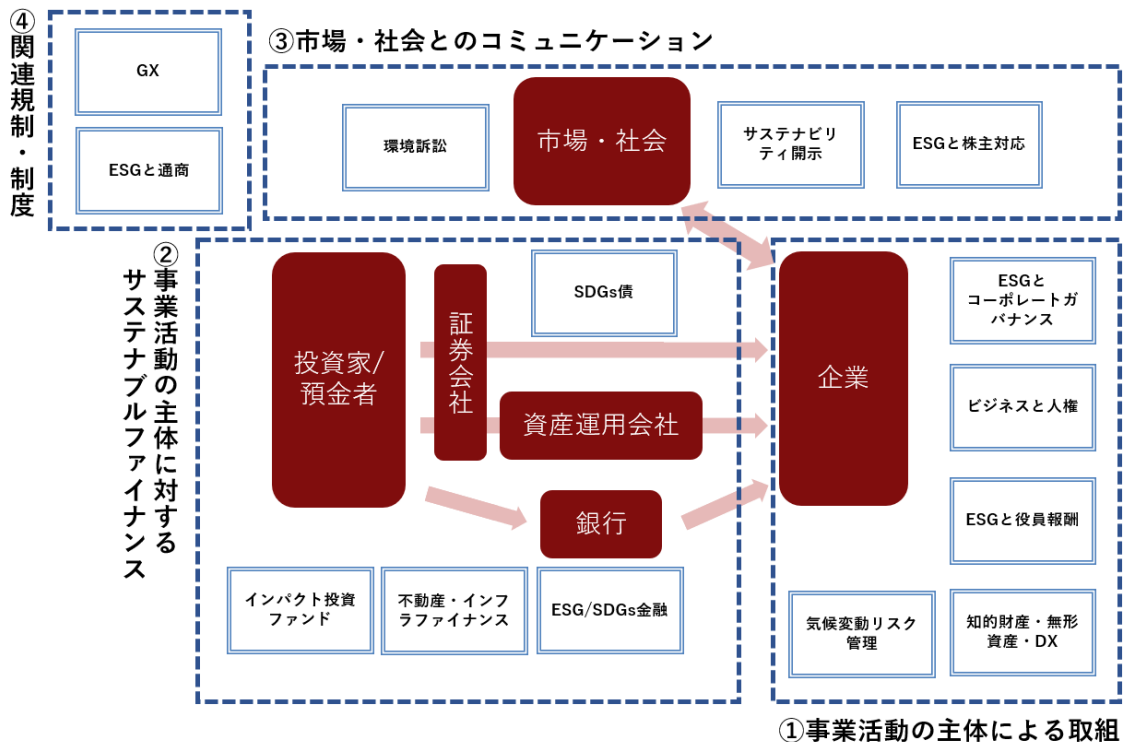 ④関連規制・制度
GX
ESGと通商
③市場・社会とのコミュニケーション
環境訴訟
市場・社会
サステナビリ
ティ開示
ESGと株主対応
②事業活動の主体に対する
サステナブルファイナンス
投資家/
預金者
証券会社
SDGs債
資産運用会社
銀行
インパクト投資
ファンド
不動産・インフ
ラファイナンス
ESG/SDGs金融
企業
ESGと
コーポレートガ
バナンス
ビジネスと人権
ESGと役員報酬
気候変動リスク
管理
知的財産・無形
資産・DX
①事業活動の主体による取組